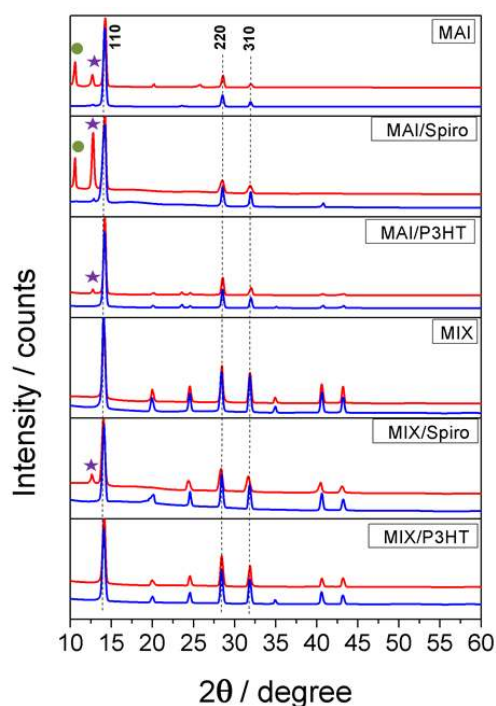 110
220
310
MAI
MAI/Spiro
MAI/P3HT
MIX
MIX/Spiro
MIX/P3HT
Intensity / counts
10 15 20 25 30 35 40 45 50 55 60
2θ / degree